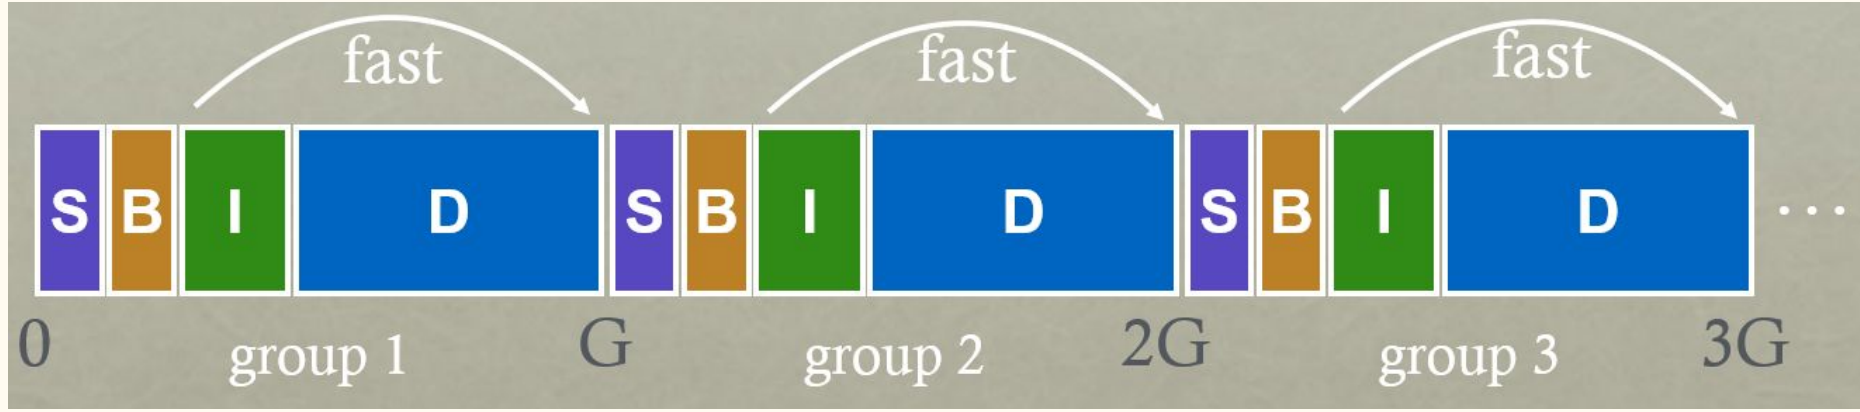 fast fast fast
S B I D S B I D S B I D ...
0 G 2G 3G
group 1 group 2 group 3